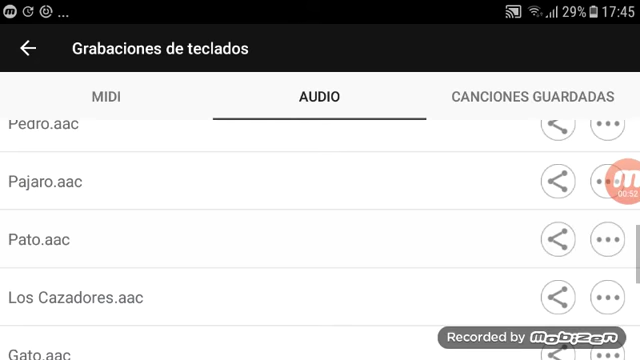 ... 29% 17:45
Grabaciones de teclados
MIDI AUDIO CANCIONES GUARDADAS
Pedro.aac
Pajaro.aac
00:52
Pato.aac
Los Cazadores.aac
Recorded by Mobizen
Gato.aac